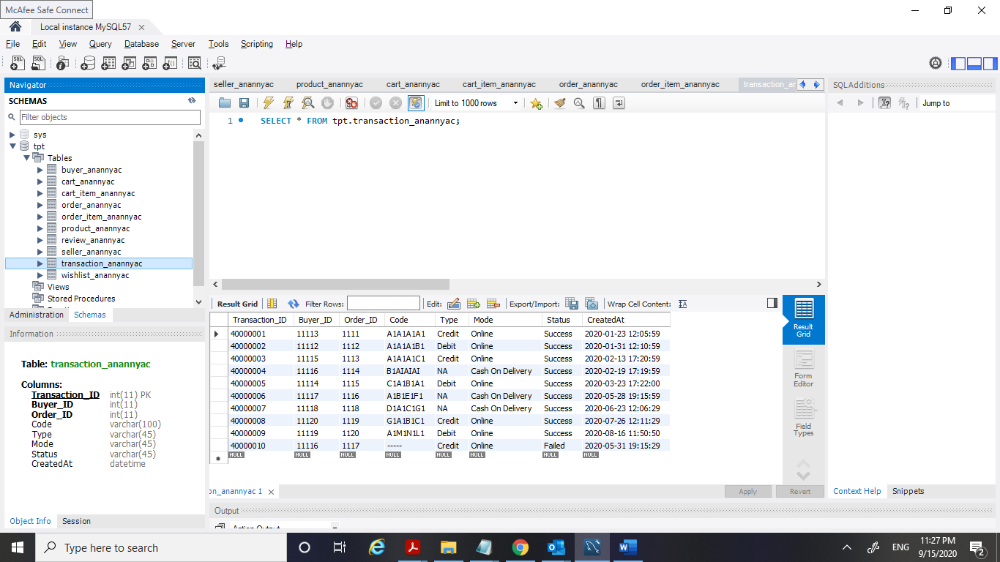 McAfee Safe Connect
Local instance MySQL57
File Edit View Query Database Server Tools Scripting Help
Navigator
SCHEMAS
Filter objects
sys
tpt
Tables
buyer_anannyac
cart_anannyac
cart_item_anannyac
order_anannyac
order_item_anannyac
product_anannyac
review_anannyac
seller_anannyac
transaction_anannyac
wishlist_anannyac
Views
Stored Procedures
Administration Schemas
Information
Table: transaction_anannyac
Columns:
Transaction_ID int(11) PK
Buyer_ID int(11)
Order_ID int(11)
Code varchar(100)
Type varchar(45)
Mode varchar(45)
Status varchar(45)
CreatedAt datetime
Object Info Session
seller_anannyac product_anannyac cart_anannyac cart_item_anannyac order_anannyac order_item_anannyac transaction_ar
Limit to 1000 rows
1 SELECT * FROM tpt.transaction_anannyac;
Result Grid Filter Rows: Edit: Export/Import: Wrap Cell Content:
Transaction_ID Buyer_ID Order_ID Code Type Mode Status CreatedAt
40000001 11113 1111 A1A1A1A1 Credit Online Success 2020-01-23 12:05:59
40000002 11112 1112 A1A1A1B1 Debit Online Success 2020-01-31 12:10:59
40000003 11115 1113 A1A1A1C1 Credit Online Success 2020-02-13 17:20:59
40000004 11116 1114 B1AIAIAI NA Cash On Delivery Success 2020-02-19 17:19:59
40000005 11114 1115 C1A1B1A1 Debit Online Success 2020-03-23 17:22:00
40000006 11117 1116 A1B1E1F1 NA Cash On Delivery Success 2020-05-28 19:15:59
40000007 11118 1118 D1A1C1G1 NA Cash On Delivery Success 2020-06-23 12:06:29
40000008 11120 1119 G1A1B1C1 Credit Online Success 2020-07-26 12:11:29
40000009 11119 1120 A1M1N1L1 Debit Online Success 2020-08-16 11:50:50
40000010 11116 1117 ----- Credit Online Failed 2020-05-31 19:15:29
NULL NULL NULL NULL NULL NULL NULL NULL
Result
Grid
Form
Editor
Field
Types
on_anannyac 1
Apply Revert
Output
Action Output
SQLAdditions
Jump to
Context Help Snippets
Type here to search
ENG
11:27 PM
9/15/2020
2